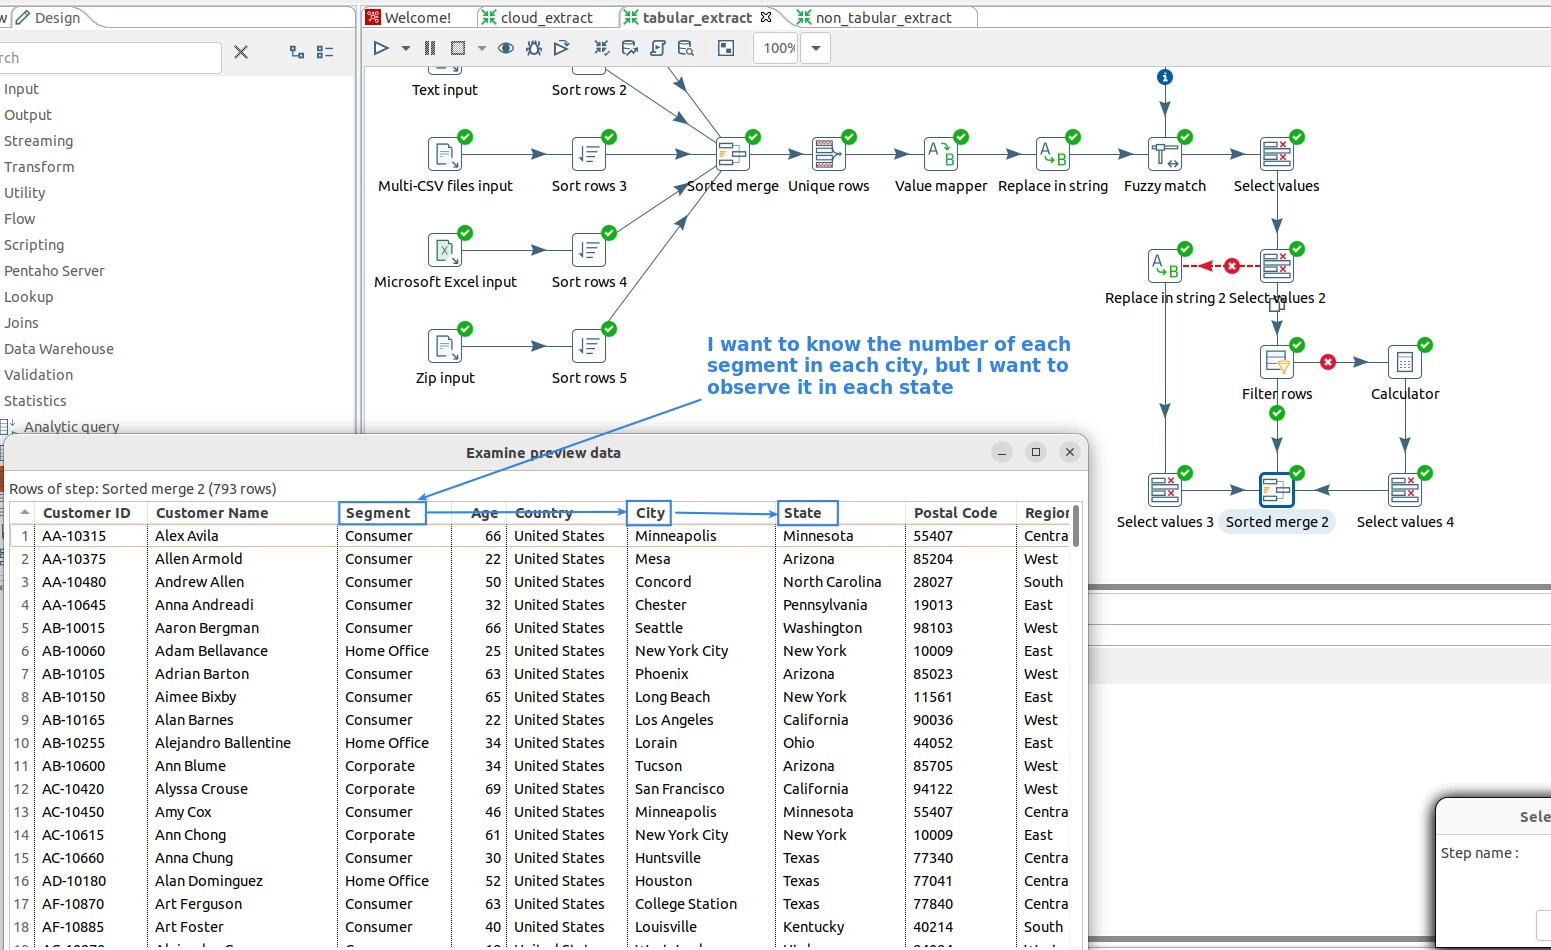 Design
Welcome!
cloud_extract
tabular_extract
non_tabular_extract
100%
Input
Output
Streaming
Transform
Utility
Flow
Scripting
Pentaho Server
Lookup
Joins
Data Warehouse
Validation
Statistics
Analytic query
Text input
Sort rows 2
Multi-CSV files input
Sort rows 3
Sorted merge
Unique rows
Value mapper
Replace in string
Fuzzy match
Select values
Microsoft Excel input
Sort rows 4
Replace in string 2
Select values 2
Zip input
Sort rows 5
Filter rows
Calculator
Select values 3
Sorted merge 2
Select values 4
I want to know the number of each
segment in each city, but I want to
observe it in each state
Examine preview data
Rows of step: Sorted merge 2 (793 rows)
Customer ID Customer Name Segment Age Country City State Postal Code Region
1 AA-10315 Alex Avila Consumer 66 United States Minneapolis Minnesota 55407 Centra
2 AA-10375 Allen Armold Consumer 22 United States Mesa Arizona 85204 West
3 AA-10480 Andrew Allen Consumer 50 United States Concord North Carolina 28027 South
4 AA-10645 Anna Andreadi Consumer 32 United States Chester Pennsylvania 19013 East
5 AB-10015 Aaron Bergman Consumer 66 United States Seattle Washington 98103 West
6 AB-10060 Adam Bellavance Home Office 25 United States New York City New York 10009 East
7 AB-10105 Adrian Barton Consumer 63 United States Phoenix Arizona 85023 West
8 AB-10150 Aimee Bixby Consumer 65 United States Long Beach New York 11561 East
9 AB-10165 Alan Barnes Consumer 22 United States Los Angeles California 90036 West
10 AB-10255 Alejandro Ballentine Home Office 34 United States Lorain Ohio 44052 East
11 AB-10600 Ann Blume Corporate 34 United States Tucson Arizona 85705 West
12 AC-10420 Alyssa Crouse Corporate 69 United States San Francisco California 94122 West
13 AC-10450 Amy Cox Consumer 46 United States Minneapolis Minnesota 55407 Centra
14 AC-10615 Ann Chong Corporate 61 United States New York City New York 10009 East
15 AC-10660 Anna Chung Consumer 30 United States Huntsville Texas 77340 Centra
16 AD-10180 Alan Dominguez Home Office 52 United States Houston Texas 77041 Centra
17 AF-10870 Art Ferguson Consumer 63 United States College Station Texas 77840 Centra
18 AF-10885 Art Foster Consumer 40 United States Louisville Kentucky 40214 South
Sele
Step name :